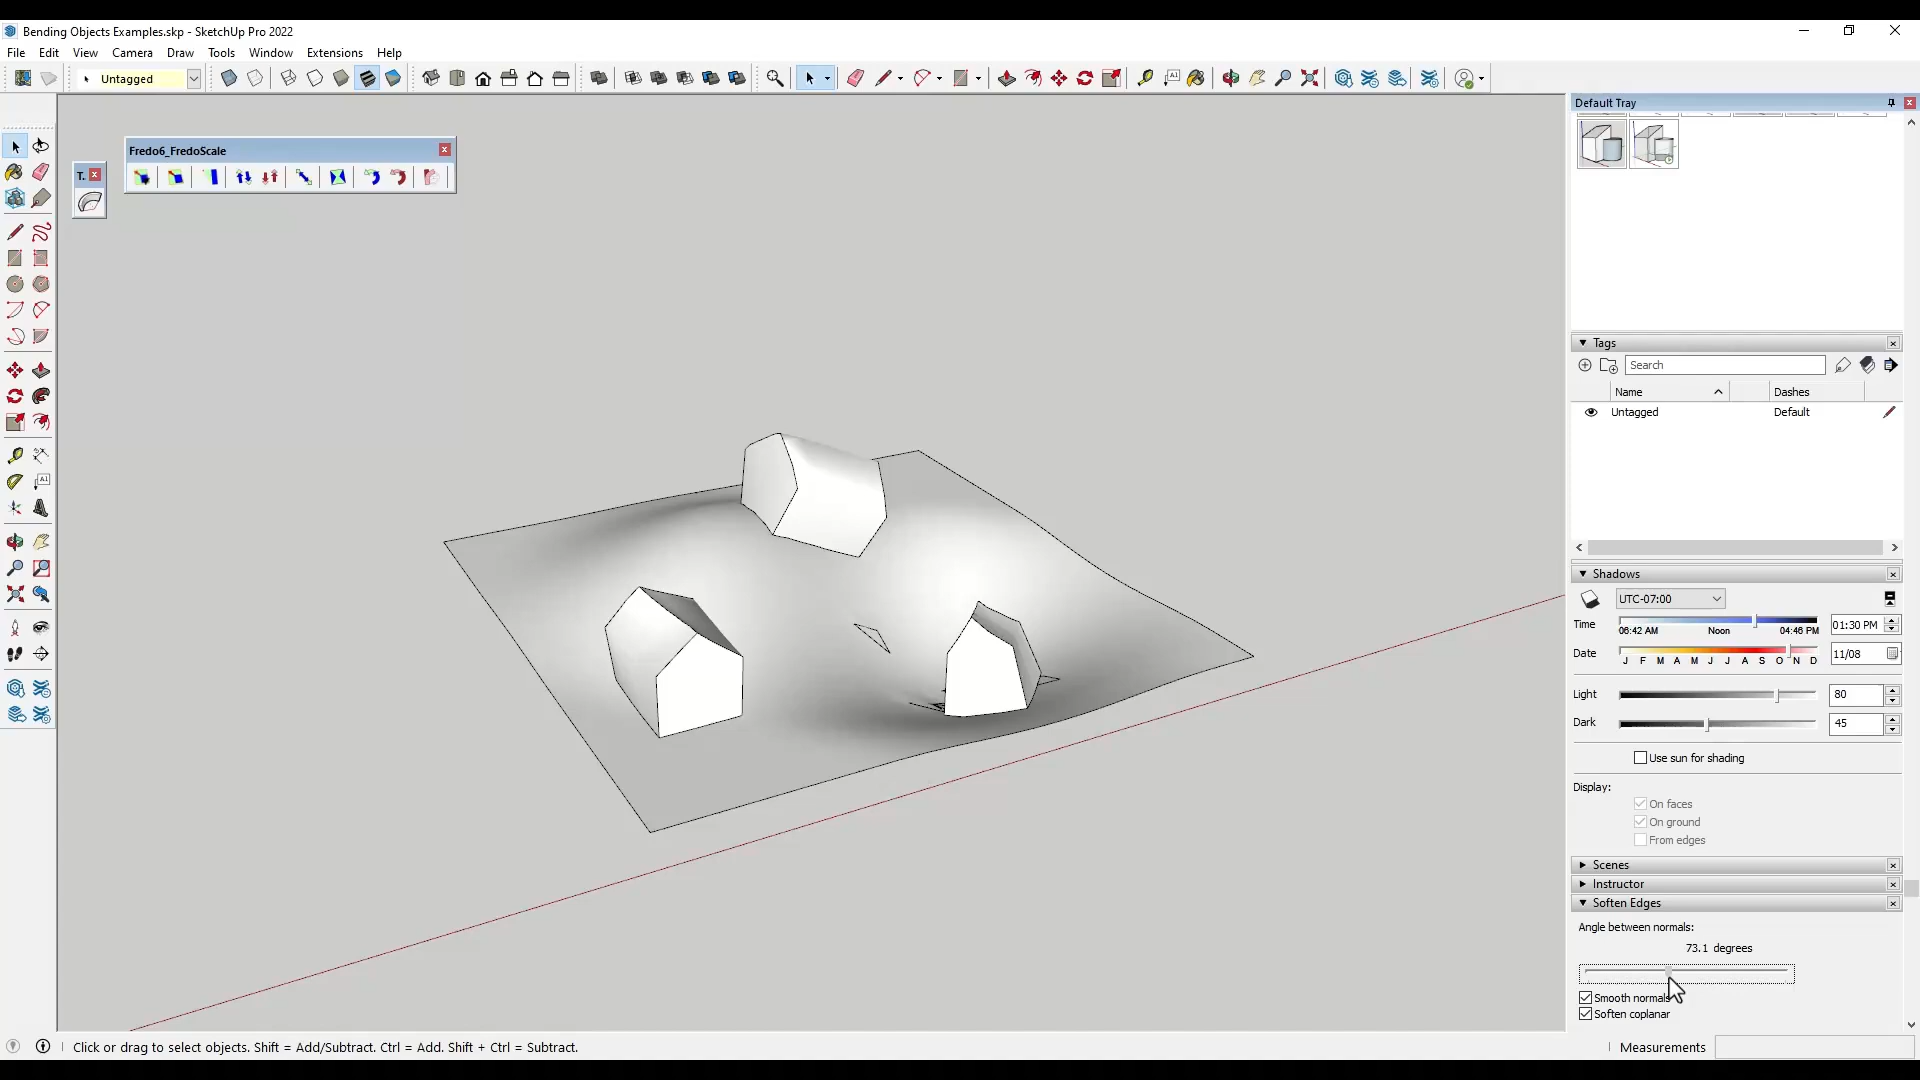 Bending Objects Examples.skp - SketchUp Pro 2022
File Edit View Camera Draw Tools Window Extensions Help
Untagged
Default Tray
Fredo6_FredoScale
T.
Tags
Search
Name Dashes
Untagged Default
Shadows
UTC-07:00
Time 06:42 AM Noon 04:46 PM 01:30 PM
Date J F M A M J J A S O N D 11/08
Light 80
Dark 45
Use sun for shading
Display:
On faces
On ground
From edges
Scenes
Instructor
Soften Edges
Angle between normals:
73.1 degrees
Smooth normals
Soften coplanar
Click or drag to select objects. Shift = Add/Subtract. Ctrl = Add. Shift + Ctrl = Subtract.
Measurements